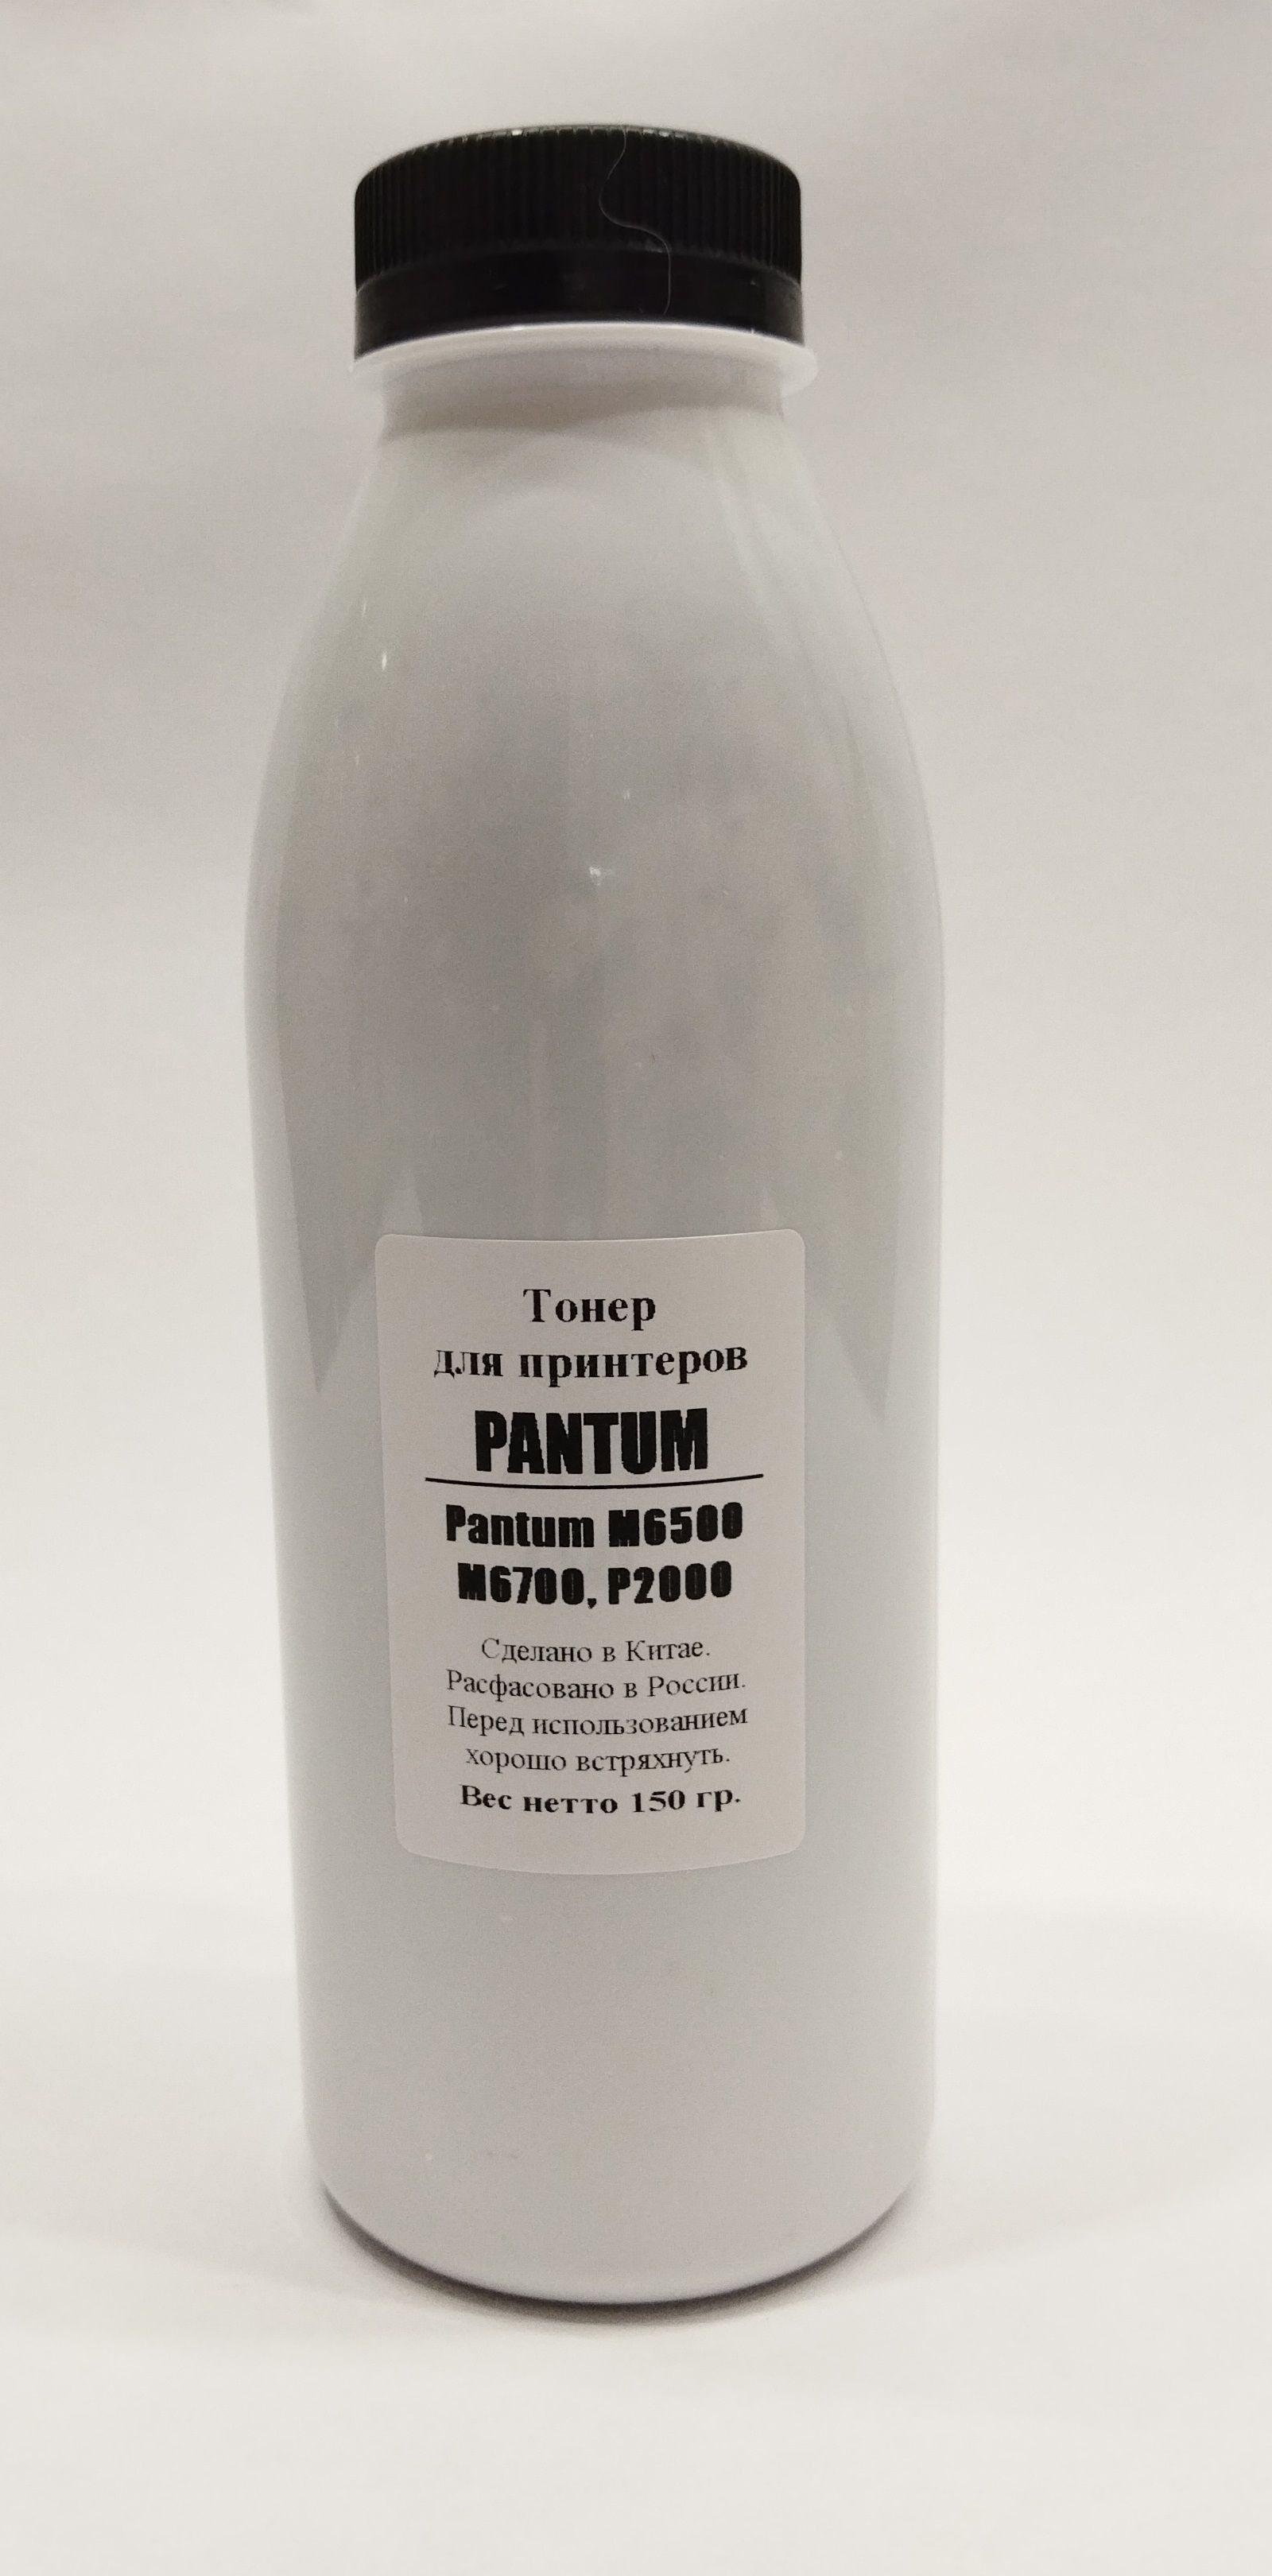 Тонер
для принтеров
PANTUM
Pantum M6500
M6700, P2000
Сделано в Китае.
Расфасовано в России.
Перед использованием
хорошо встряхнуть.
Вес нетто 150 гр.